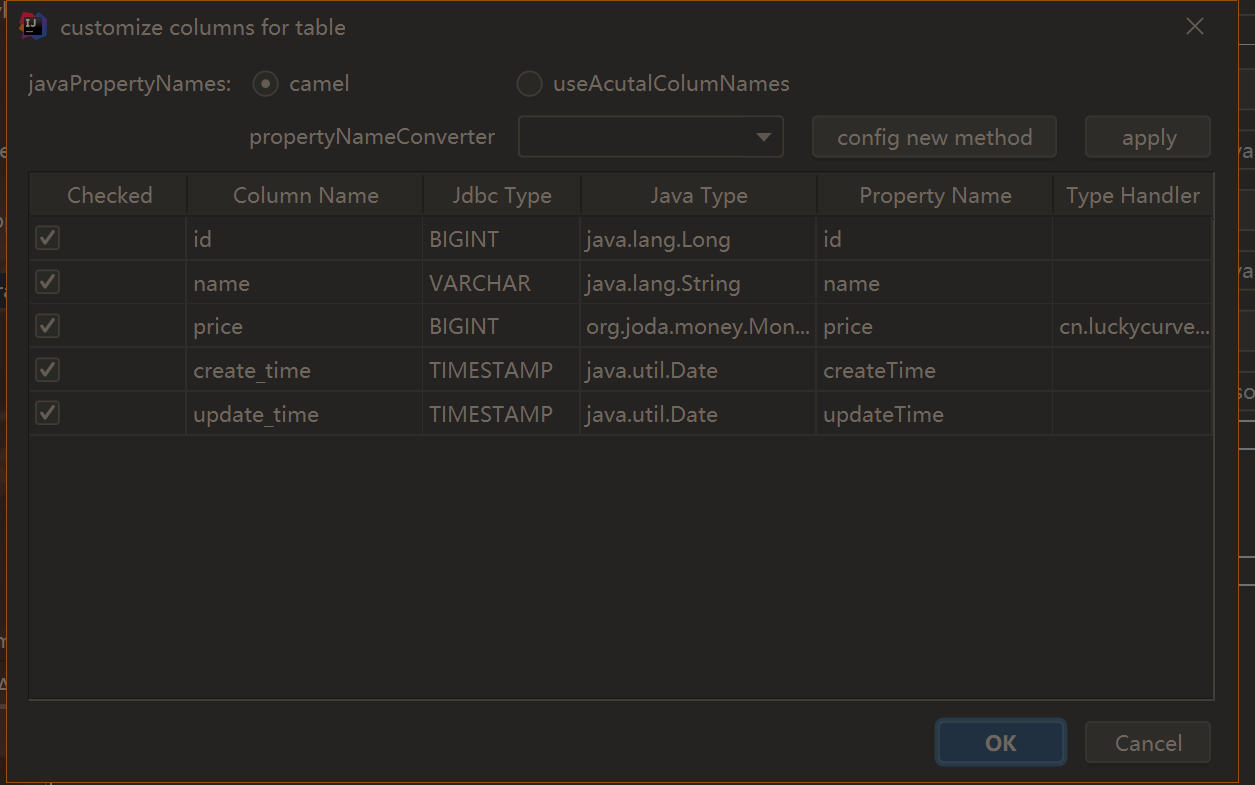 customize columns for table
javaPropertyNames: camel useAcutalColumNames
propertyNameConverter config new method apply
Checked Column Name Jdbc Type Java Type Property Name Type Handler
id BIGINT java.lang.Long id
name VARCHAR java.lang.String name
price BIGINT org.joda.money.Mon... price cn.luckycurve...
create_time TIMESTAMP java.util.Date createTime
update_time TIMESTAMP java.util.Date updateTime
OK Cancel